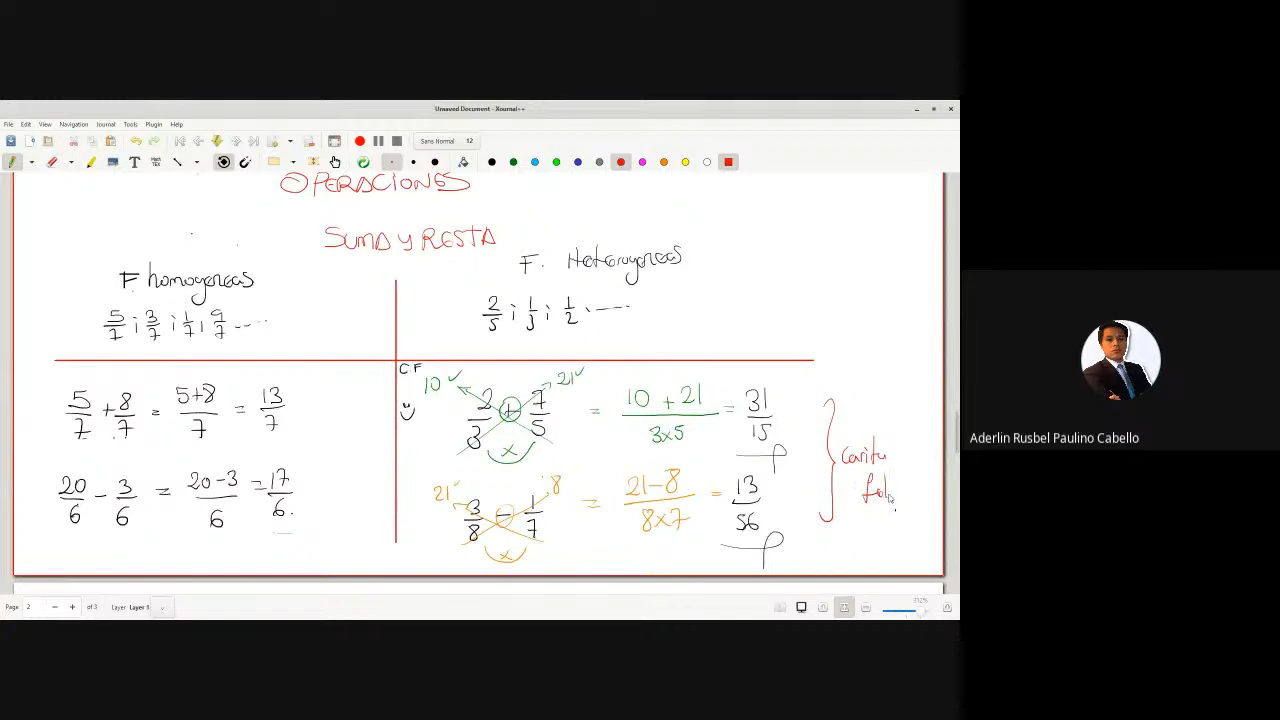 Unsaved Document - Xournal++
File Edit View Navigation Journal Tools Plugin Help
Sans Normal 12
OPERACIONES
SUMA Y RESTA
F homogeneas
5/7 ; 3/7 ; 1/7 ; 9/7 ....
F. Heterogeneas
2/5 ; 1/3 ; 1/2 ; ....
CF
5/7 + 8/7 = 5+8/7 = 13/7
10 ✓ 21 ✓
2/3 + 7/5 = 10 + 21/3x5 = 31/15
x
20/6 - 3/6 = 20-3/6 = 17/6.
21 ✓ 8
3/8 - 1/7 = 21-8/8x7 = 13/56
x
Carita
fel
Aderlin Rusbel Paulino Cabello
Page 2 of 3 Layer Layer 1
312%